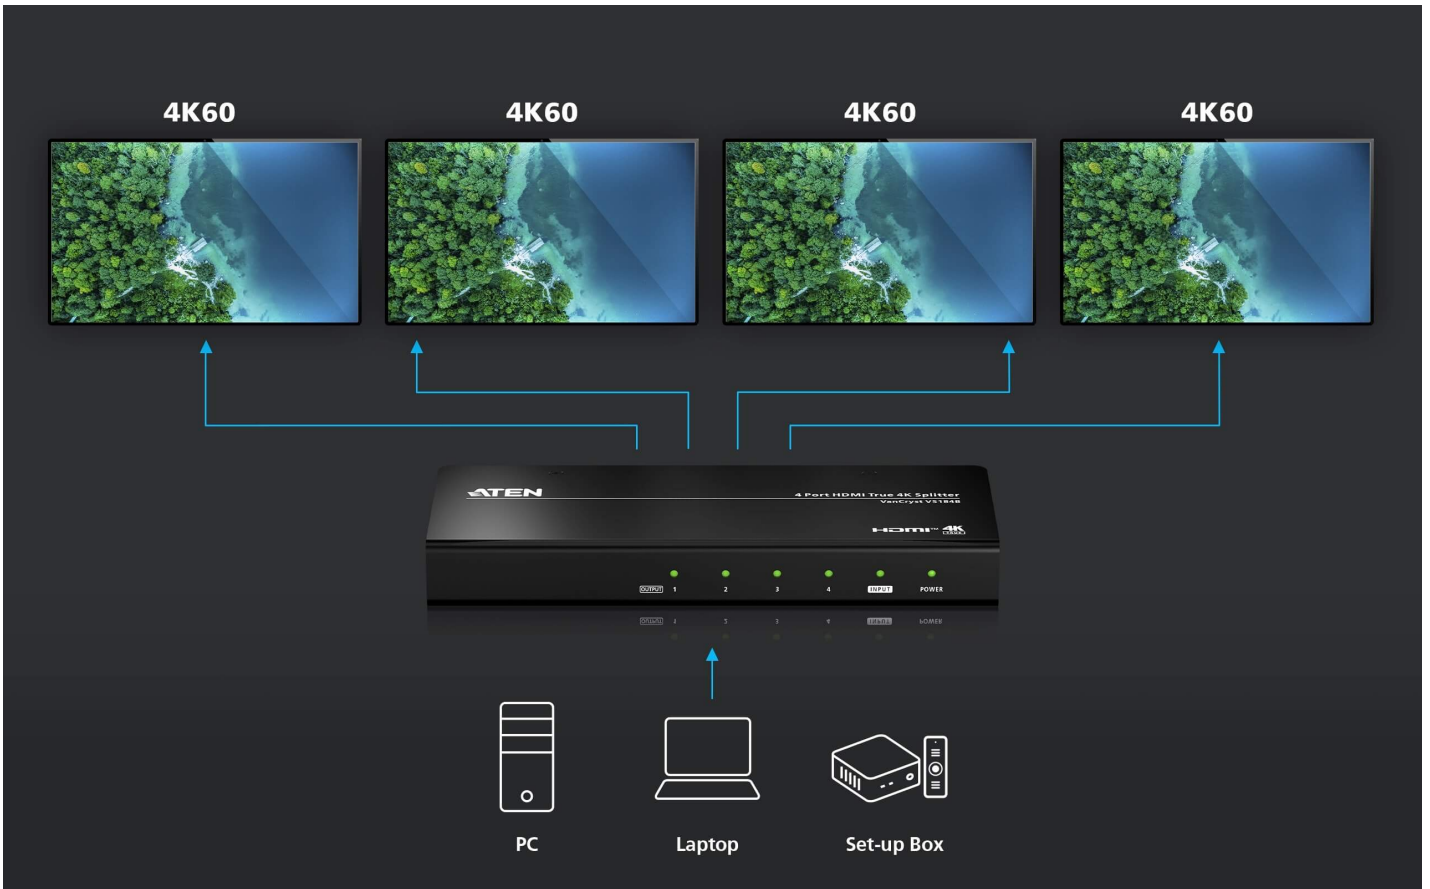 4K60 4K60 4K60 4K60
ATEN
4 Port HDMI True 4K Splitter
VanCryst VS184B
HDMI™ 4K
OUTPUT 1 2 3 4 INPUT POWER
PC Laptop Set-up Box